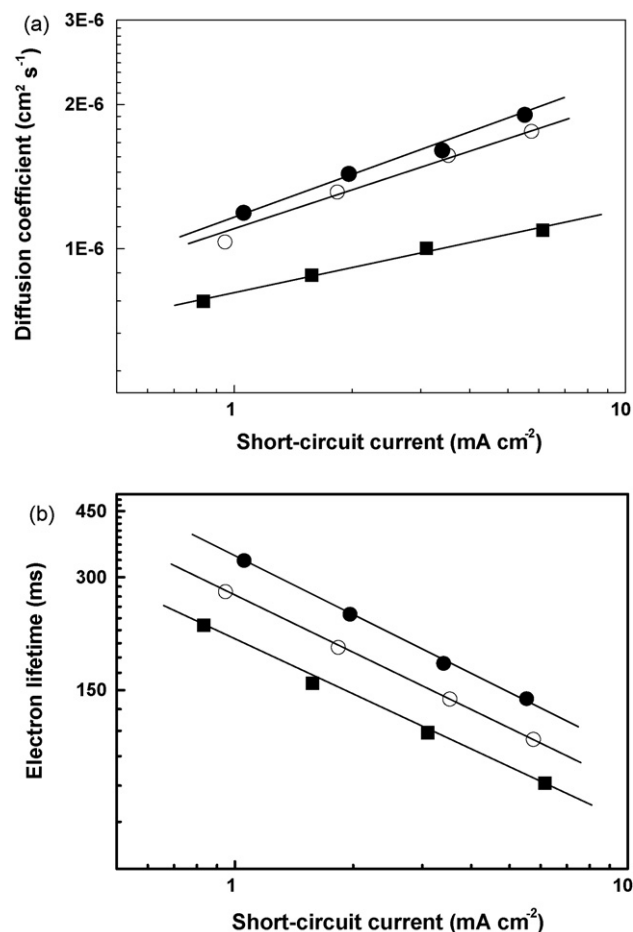 (a)
3E-6
2E-6
1E-6
Diffusion coefficient (cm² s⁻¹)
1
10
Short-circuit current (mA cm⁻²)
(b)
450
300
150
Electron lifetime (ms)
1
10
Short-circuit current (mA cm⁻²)